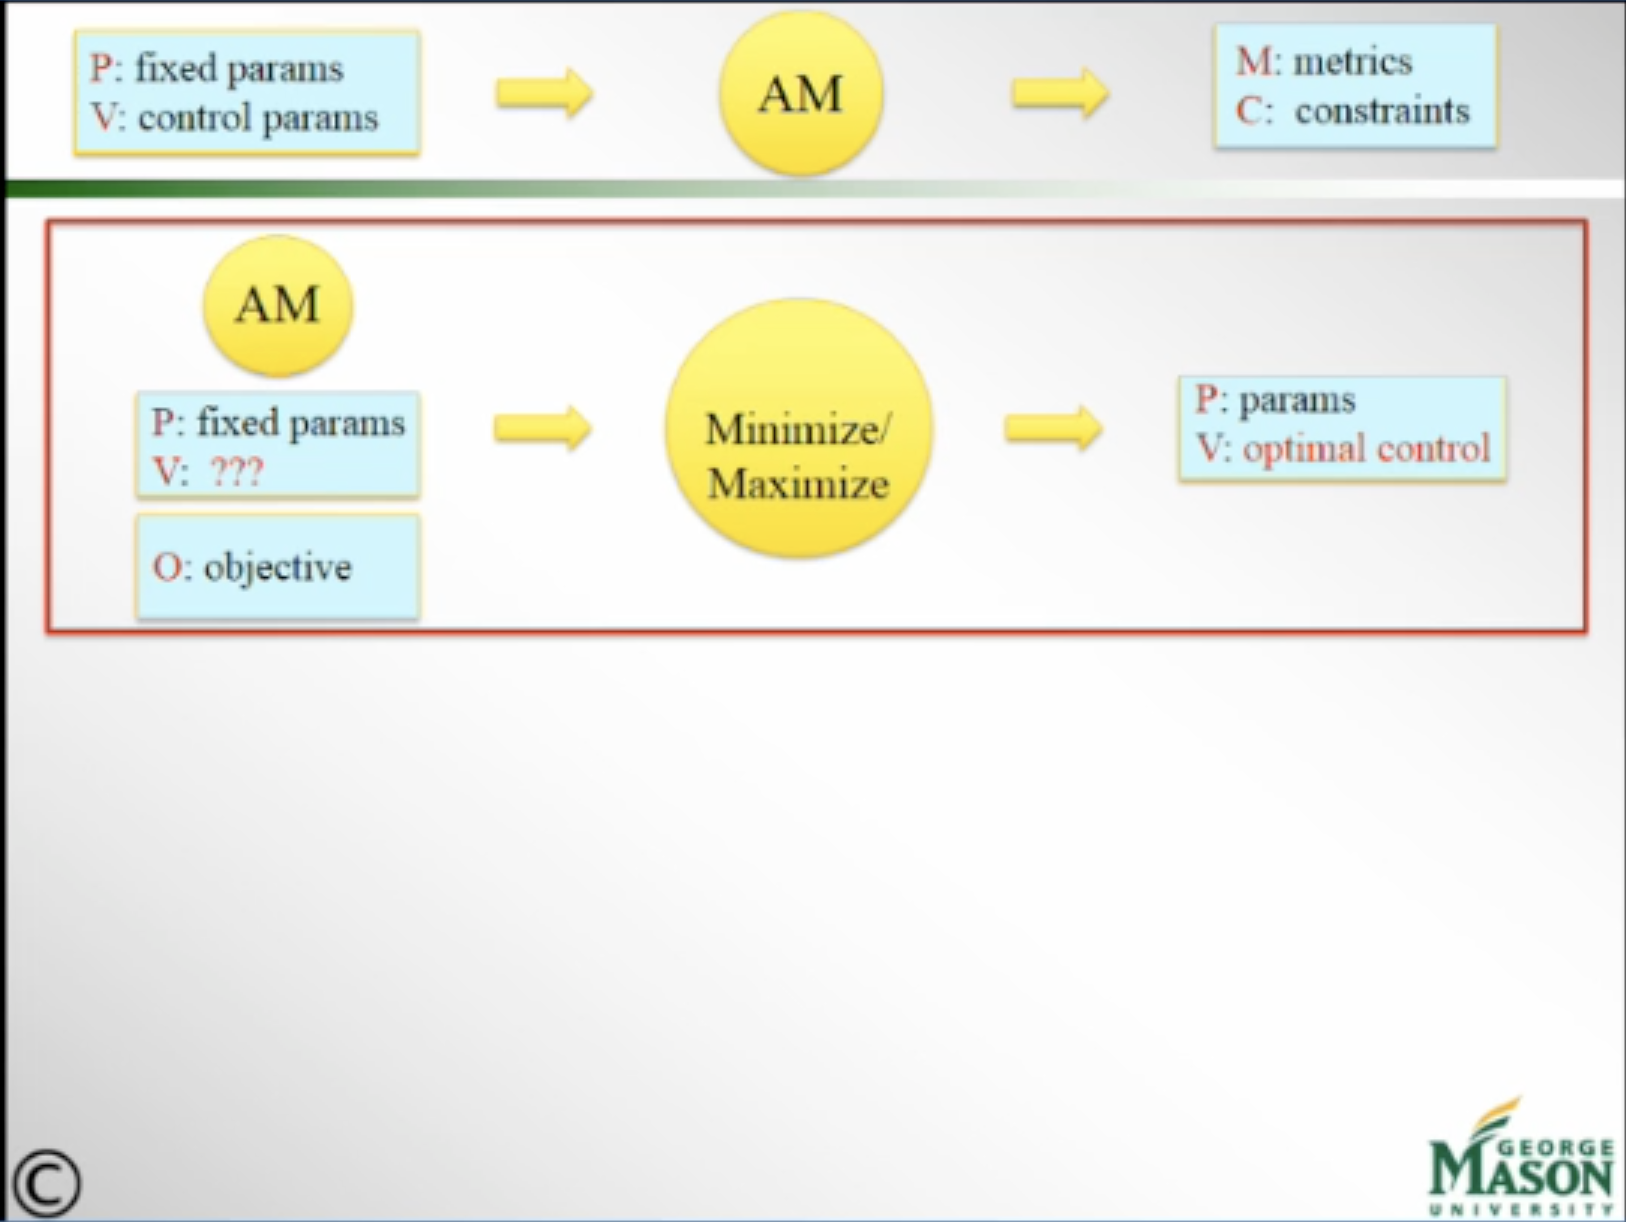 P: fixed params
V: control params
AM
M: metrics
C: constraints
AM
P: fixed params
V: ???
O: objective
Minimize/
Maximize
P: params
V: optimal control
©
GEORGE
MASON
UNIVERSITY